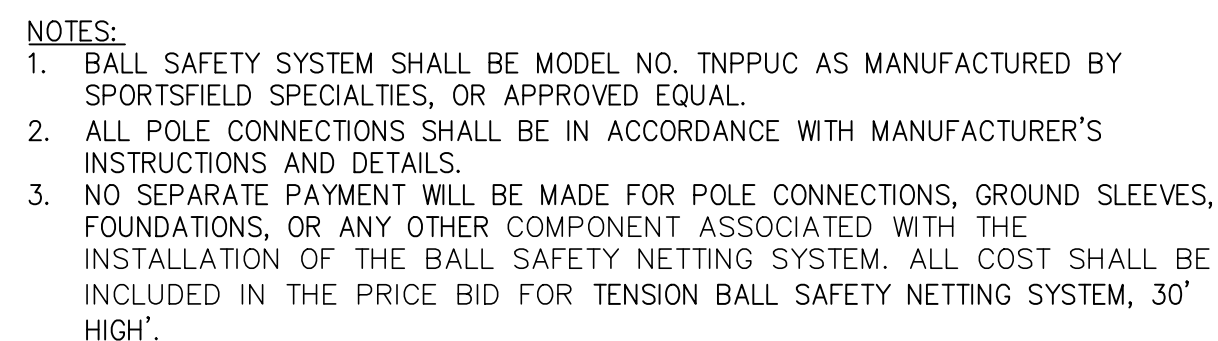 NOTES:
1. BALL SAFETY SYSTEM SHALL BE MODEL NO. TNPPUC AS MANUFACTURED BY
SPORTSFIELD SPECIALTIES, OR APPROVED EQUAL.
2. ALL POLE CONNECTIONS SHALL BE IN ACCORDANCE WITH MANUFACTURER'S
INSTRUCTIONS AND DETAILS.
3. NO SEPARATE PAYMENT WILL BE MADE FOR POLE CONNECTIONS, GROUND SLEEVES,
FOUNDATIONS, OR ANY OTHER COMPONENT ASSOCIATED WITH THE
INSTALLATION OF THE BALL SAFETY NETTING SYSTEM. ALL COST SHALL BE
INCLUDED IN THE PRICE BID FOR TENSION BALL SAFETY NETTING SYSTEM, 30'
HIGH'.